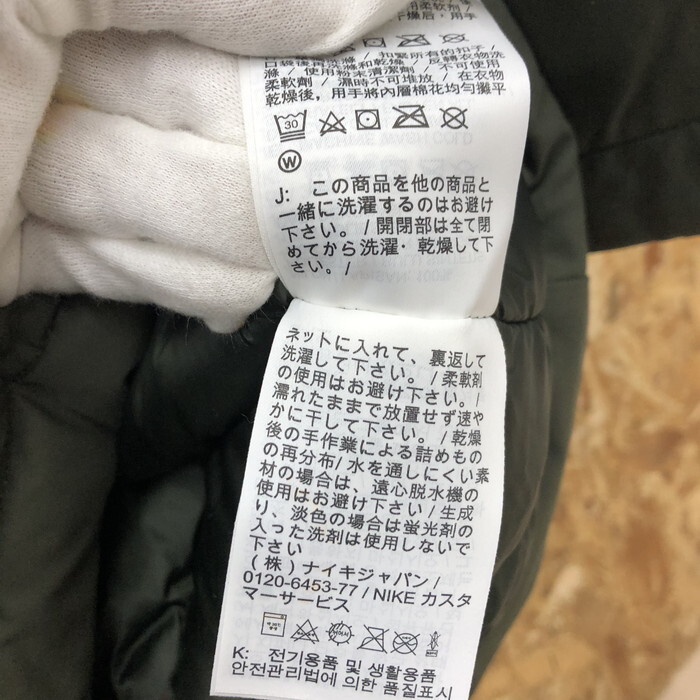 干燥后，用手
口袋後再洗滌 / 扣緊所有的扣子 /
滌 / 使用粉末清潔劑 / 不可使用
柔軟劑 / 濕時不可堆放 / 在衣物
乾燥後，用手將內層棉花均勻攤平
30
W
J: この商品を他の商品と
一緒に洗濯するのはお避け
下さい。/ 開閉部は全て閉
めてから洗濯・乾燥して下
さい。/
ネットに入れて、裏返して
洗濯して下さい。/ 柔軟剤
の使用はお避け下さい。/
濡れたままで放置せず速や
かに干して下さい。/ 乾燥
後の手作業による詰めもの
の再分布/ 水を通しにくい素
材の場合は、遠心脱水機の
使用はお避け下さい / 生成
り、淡色の場合は蛍光剤の
入った洗剤は使用しないで
下さい
(株) ナイキジャパン /
0120-6453-77 / NIKE カスタ
マーサービス
K: 전기용품 및 생활용품
안전관리법에 의한 품질표시